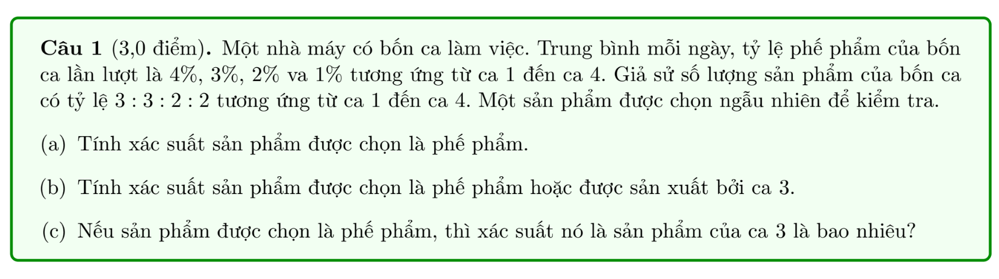 Câu 1 (3,0 điểm). Một nhà máy có bốn ca làm việc. Trung bình mỗi ngày, tỷ lệ phế phẩm của bốn
ca lần lượt là 4%, 3%, 2% va 1% tương ứng từ ca 1 đến ca 4. Giả sử số lượng sản phẩm của bốn ca
có tỷ lệ 3 : 3 : 2 : 2 tương ứng từ ca 1 đến ca 4. Một sản phẩm được chọn ngẫu nhiên để kiểm tra.
(a) Tính xác suất sản phẩm được chọn là phế phẩm.
(b) Tính xác suất sản phẩm được chọn là phế phẩm hoặc được sản xuất bởi ca 3.
(c) Nếu sản phẩm được chọn là phế phẩm, thì xác suất nó là sản phẩm của ca 3 là bao nhiêu?